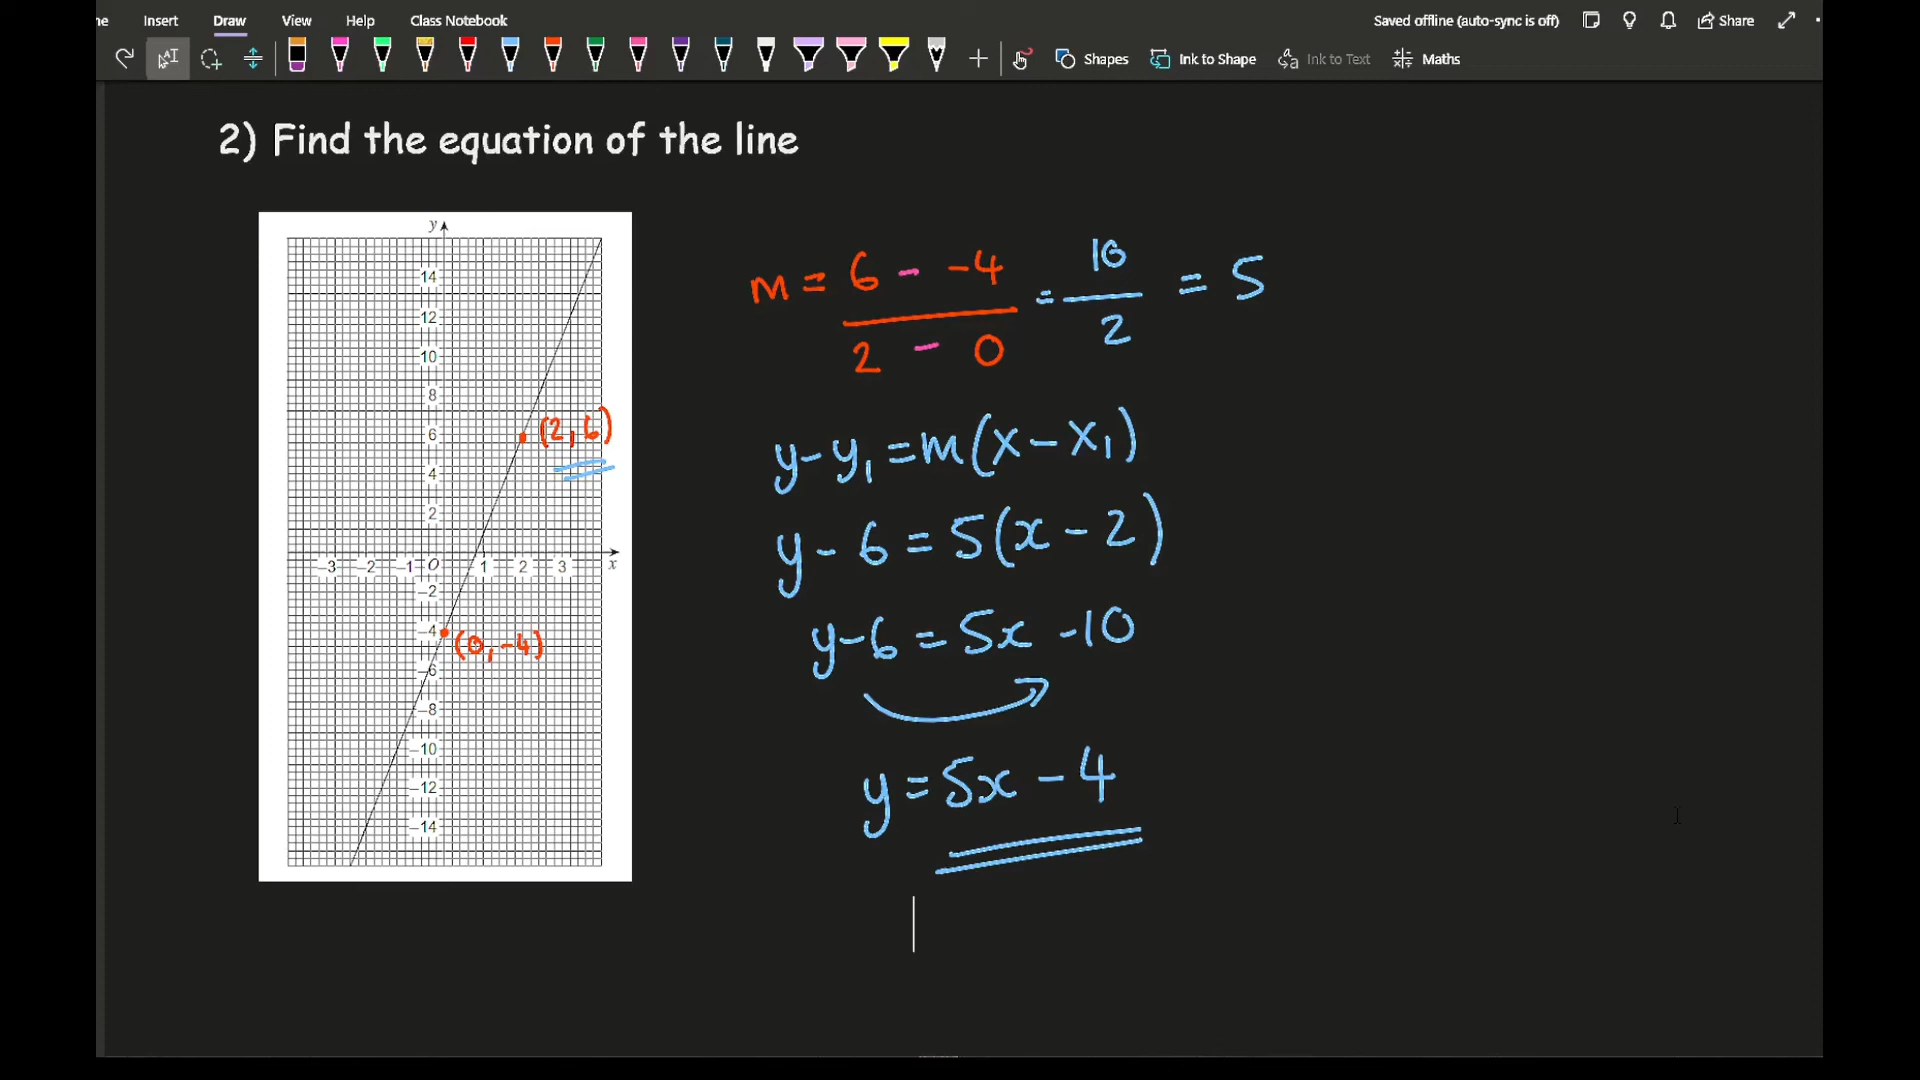 ne Insert Draw View Help Class Notebook Saved offline (auto-sync is off) Share
Shapes Ink to Shape Ink to Text Maths
2) Find the equation of the line
y
14
12
10
8
6
4
2
-3 -2 -1 O 1 2 3 x
-2
-4
-6
-8
-10
-12
-14
(2, 6)
(0, -4)
m = 6 - -4 / 2 - 0 = 10 / 2 = 5
y - y₁ = m(x - x₁)
y - 6 = 5(x - 2)
y - 6 = 5x - 10
y = 5x - 4